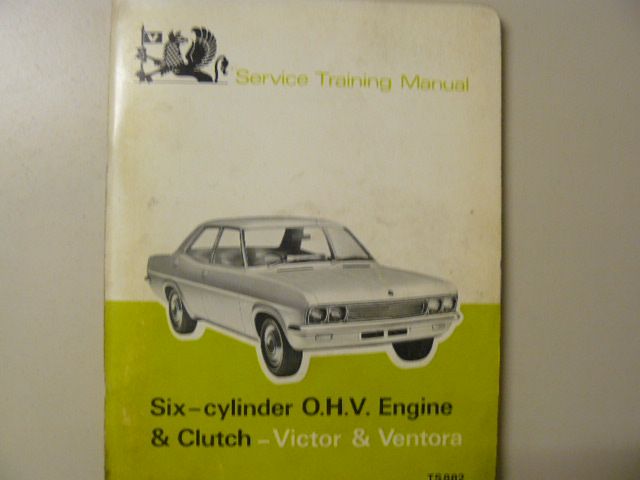 V
Service Training Manual
Six-cylinder O.H.V. Engine
& Clutch - Victor & Ventora